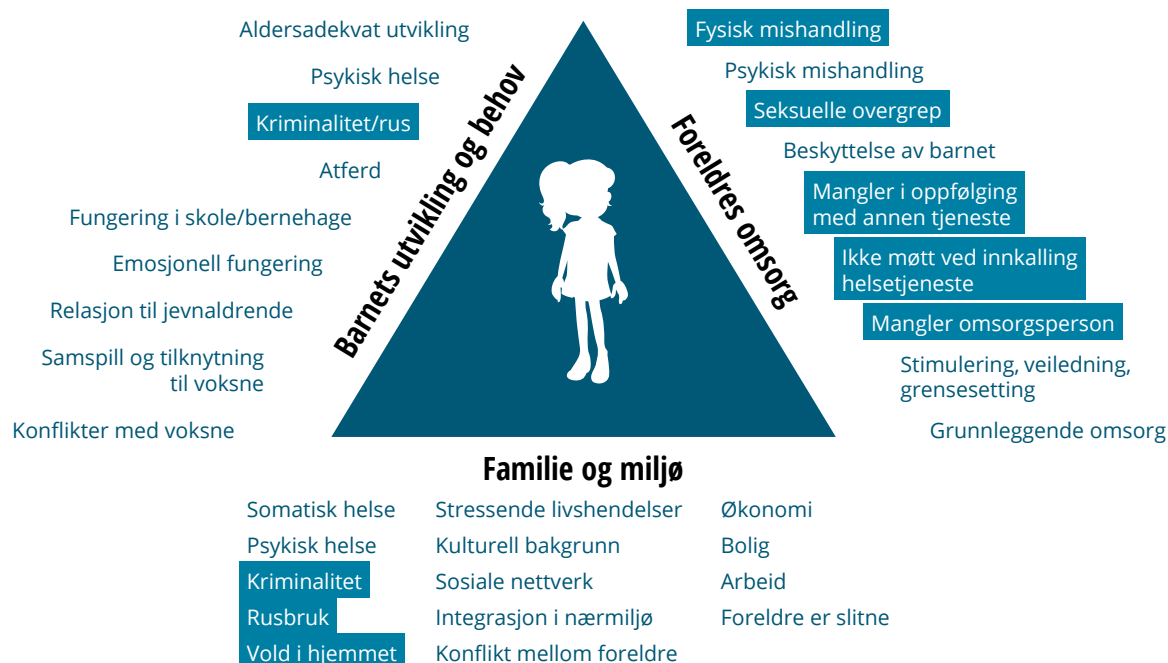 Aldersadekvat utvikling
Psykisk helse
Kriminalitet/rus
Atferd
Fungering i skole/bernehage
Emosjonell fungering
Relasjon til jevnaldrende
Samspill og tilknytning
til voksne
Konflikter med voksne
Barnets utvikling og behov
Foreldres omsorg
Fysisk mishandling
Psykisk mishandling
Seksuelle overgrep
Beskyttelse av barnet
Mangler i oppfølging
med annen tjeneste
Ikke møtt ved innkalling
helsetjeneste
Mangler omsorgsperson
Stimulering, veiledning,
grensesetting
Grunnleggende omsorg
Familie og miljø
Somatisk helse
Psykisk helse
Kriminalitet
Rusbruk
Vold i hjemmet
Stressende livshendelser
Kulturell bakgrunn
Sosiale nettverk
Integrasjon i nærmiljø
Konflikt mellom foreldre
Økonomi
Bolig
Arbeid
Foreldre er slitne